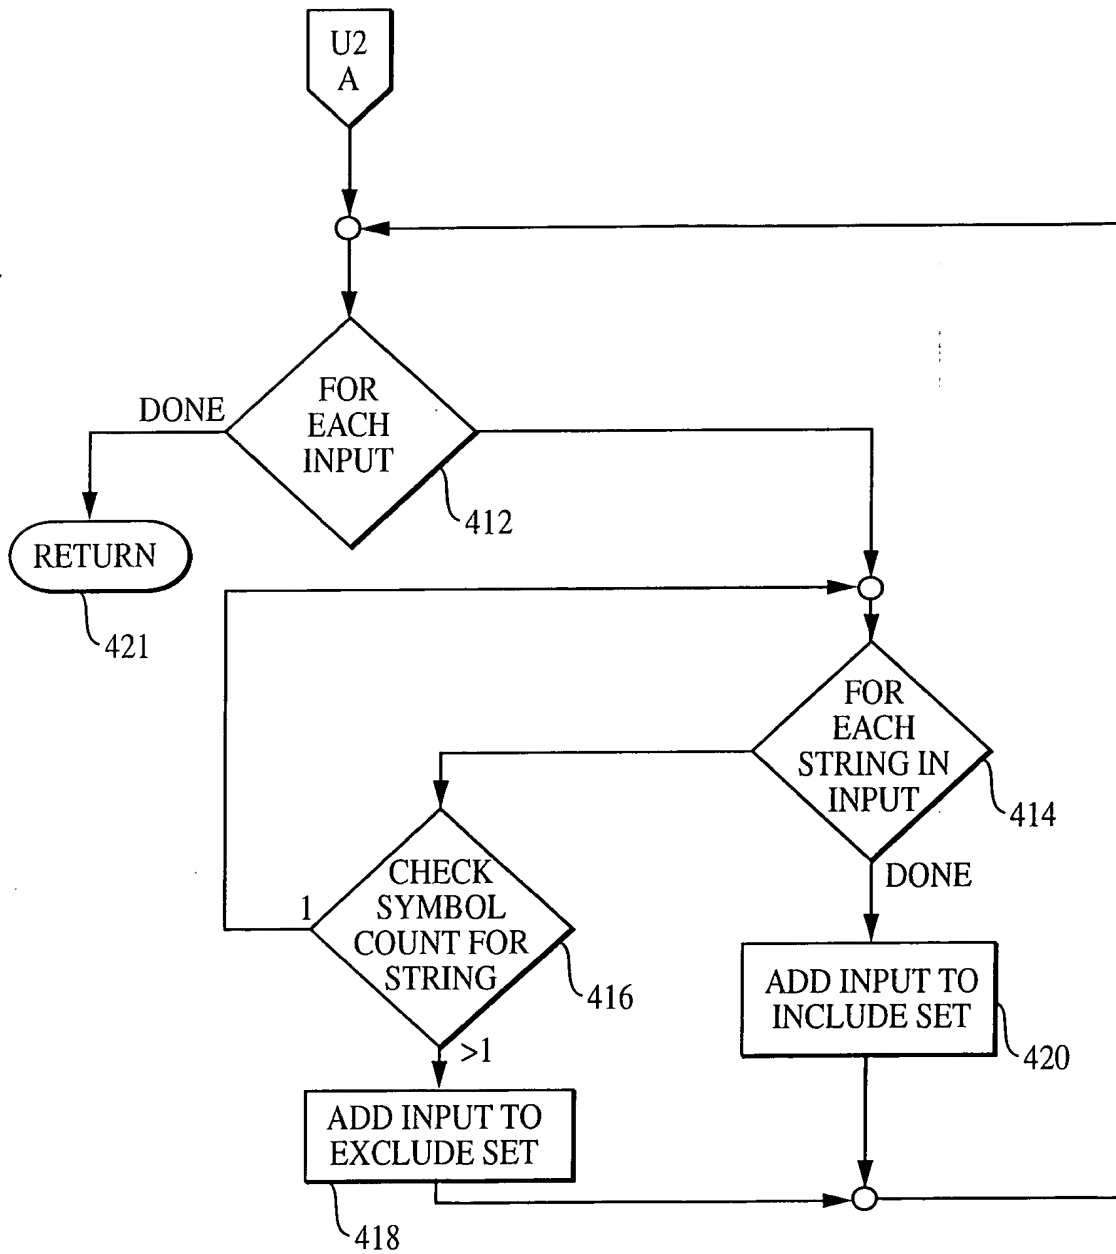 U2
A
DONE
FOR
EACH
INPUT
412
RETURN
421
FOR
EACH
STRING IN
INPUT
414
DONE
CHECK
SYMBOL
COUNT FOR
STRING
1
416
>1
ADD INPUT TO
INCLUDE SET
420
ADD INPUT TO
EXCLUDE SET
418